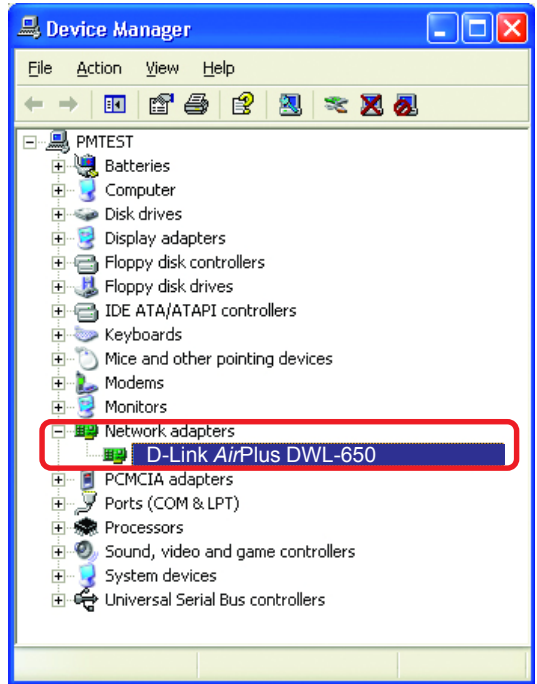 Device Manager
File Action View Help
PMTEST
Batteries
Computer
Disk drives
Display adapters
Floppy disk controllers
Floppy disk drives
IDE ATA/ATAPI controllers
Keyboards
Mice and other pointing devices
Modems
Monitors
Network adapters
D-Link AirPlus DWL-650
PCMCIA adapters
Ports (COM & LPT)
Processors
Sound, video and game controllers
System devices
Universal Serial Bus controllers